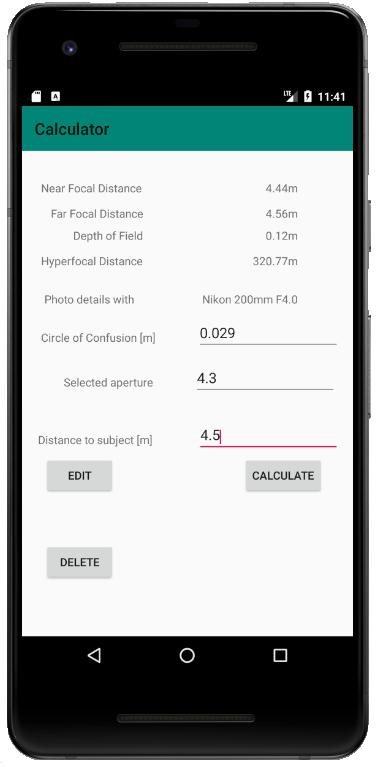 LTE 11:41
Calculator
Near Focal Distance 4.44m
Far Focal Distance 4.56m
Depth of Field 0.12m
Hyperfocal Distance 320.77m
Photo details with Nikon 200mm F4.0
Circle of Confusion [m] 0.029
Selected aperture 4.3
Distance to subject [m] 4.5
EDIT CALCULATE
DELETE